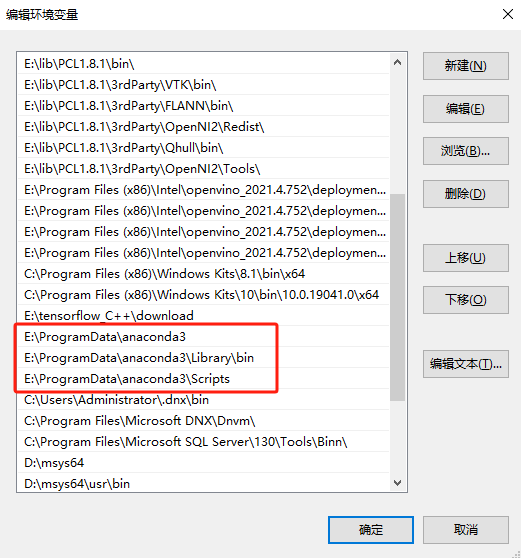 编辑环境变量
E:\lib\PCL1.8.1\bin\
E:\lib\PCL1.8.1\3rdParty\VTK\bin\
E:\lib\PCL1.8.1\3rdParty\FLANN\bin\
E:\lib\PCL1.8.1\3rdParty\OpenNI2\Redist\
E:\lib\PCL1.8.1\3rdParty\Qhull\bin\
E:\lib\PCL1.8.1\3rdParty\OpenNI2\Tools\
E:\Program Files (x86)\Intel\openvino_2021.4.752\deploymen...
E:\Program Files (x86)\Intel\openvino_2021.4.752\deploymen...
E:\Program Files (x86)\Intel\openvino_2021.4.752\deploymen...
E:\Program Files (x86)\Intel\openvino_2021.4.752\deploymen...
C:\Program Files (x86)\Windows Kits\8.1\bin\x64
C:\Program Files (x86)\Windows Kits\10\bin\10.0.19041.0\x64
E:\tensorflow_C++\download
E:\ProgramData\anaconda3
E:\ProgramData\anaconda3\Library\bin
E:\ProgramData\anaconda3\Scripts
C:\Users\Administrator\.dnx\bin
C:\Program Files\Microsoft DNX\Dnvm\
C:\Program Files\Microsoft SQL Server\130\Tools\Binn\
D:\msys64
D:\msys64\usr\bin
新建(N)
编辑(E)
浏览(B)...
删除(D)
上移(U)
下移(O)
编辑文本(T)...
确定
取消